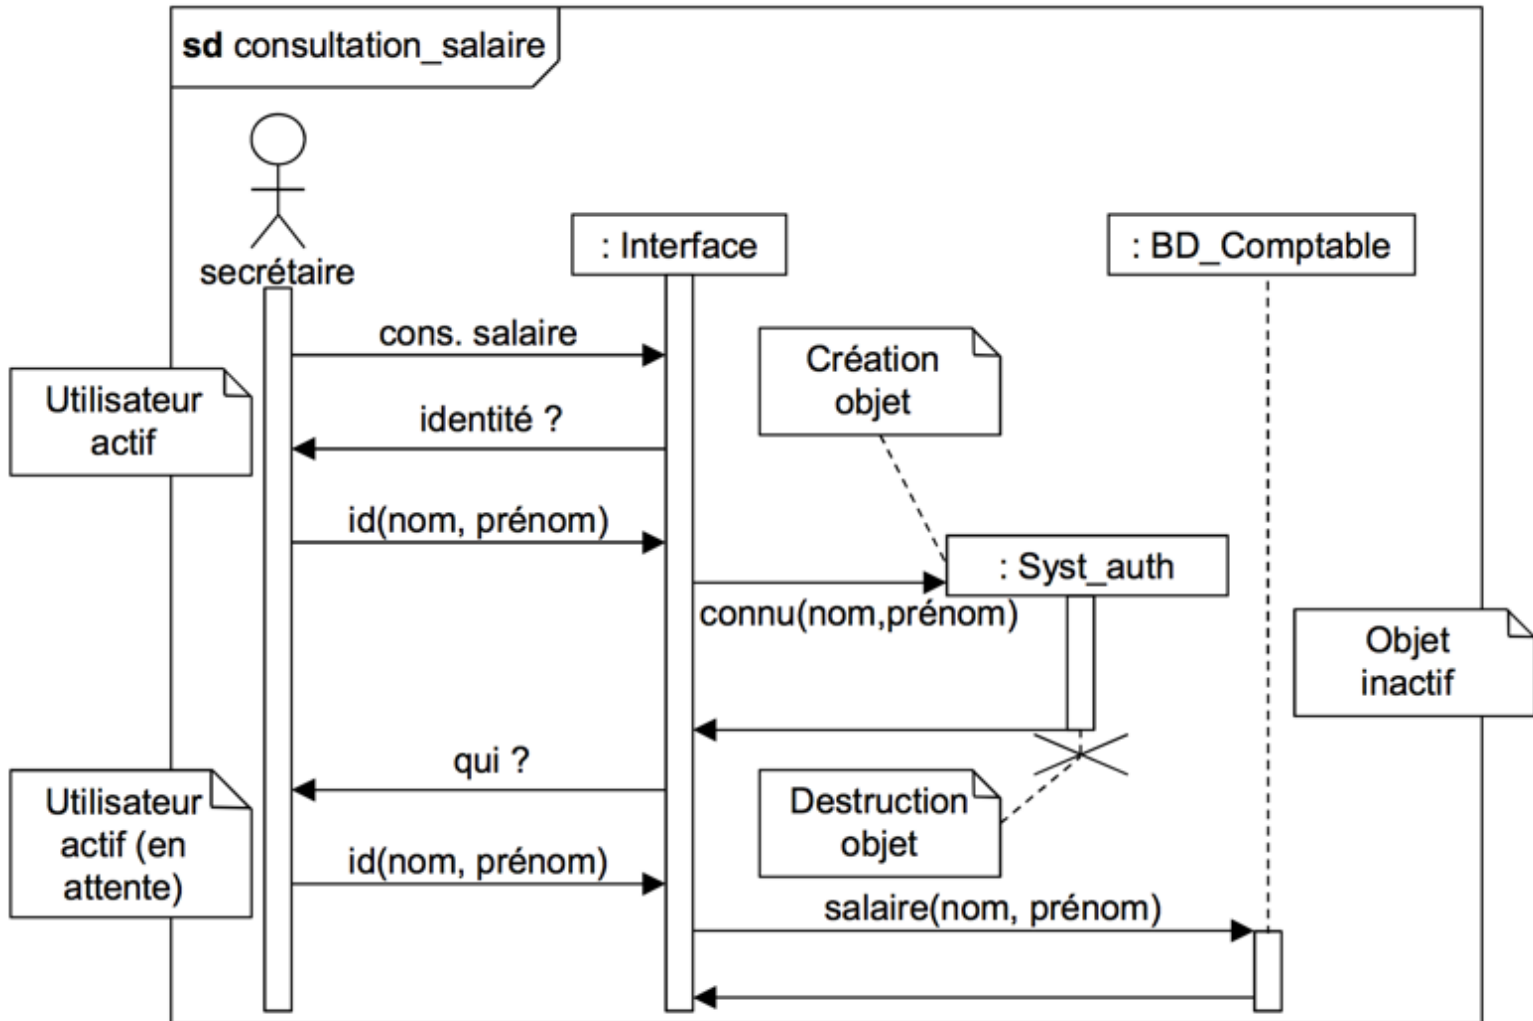 sd consultation_salaire
secrétaire
: Interface
: BD_Comptable
cons. salaire
Création
objet
Utilisateur
actif
identité ?
id(nom, prénom)
: Syst_auth
connu(nom,prénom)
Objet
inactif
qui ?
Utilisateur
actif (en
attente)
Destruction
objet
id(nom, prénom)
salaire(nom, prénom)